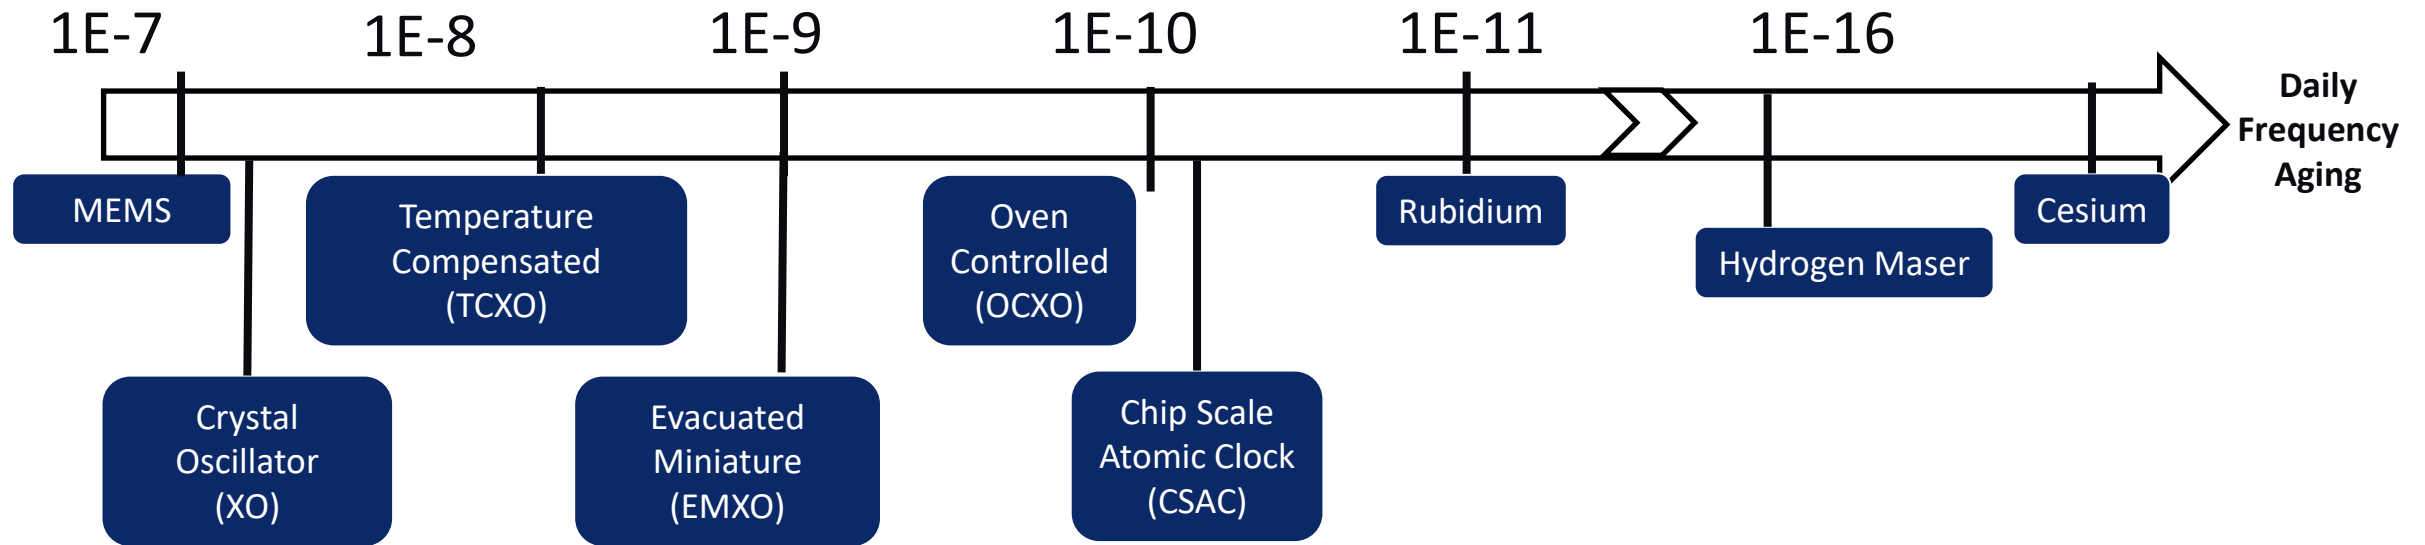 1E-7
1E-8
1E-9
1E-10
1E-11
1E-16
Daily
Frequency
Aging
MEMS
Temperature
Compensated
(TCXO)
Oven
Controlled
(OCXO)
Rubidium
Hydrogen Maser
Cesium
Crystal
Oscillator
(XO)
Evacuated
Miniature
(EMXO)
Chip Scale
Atomic Clock
(CSAC)